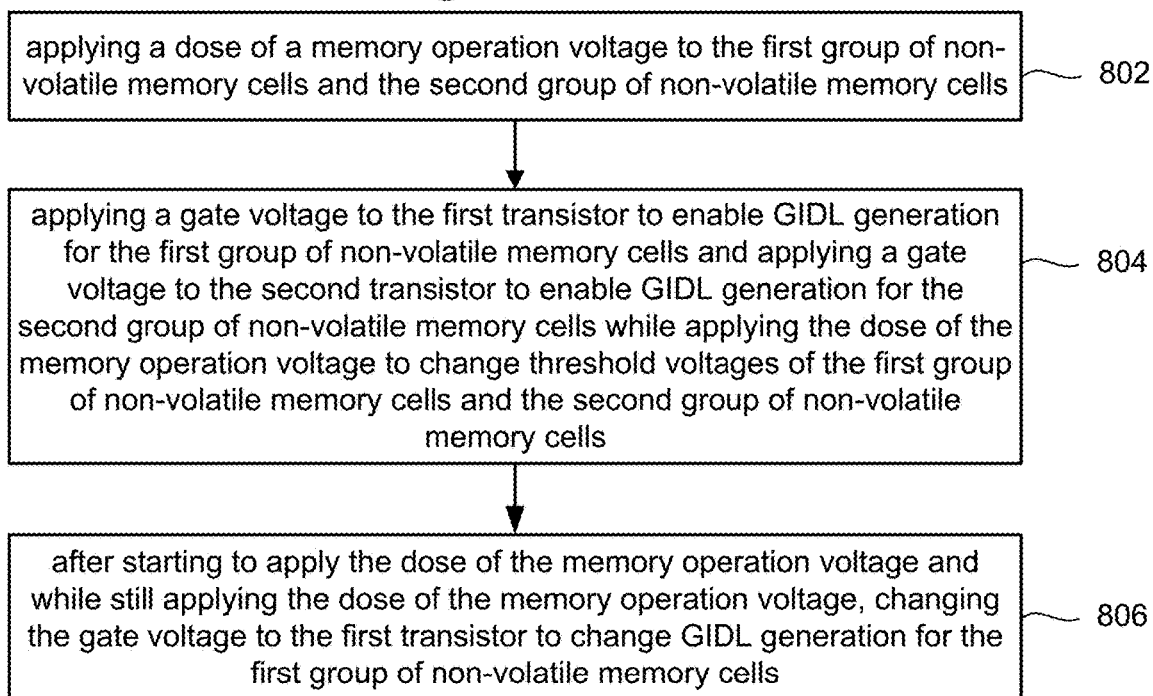 applying a dose of a memory operation voltage to the first group of non-
volatile memory cells and the second group of non-volatile memory cells
802
applying a gate voltage to the first transistor to enable GIDL generation
for the first group of non-volatile memory cells and applying a gate
voltage to the second transistor to enable GIDL generation for the
second group of non-volatile memory cells while applying the dose of the
memory operation voltage to change threshold voltages of the first group
of non-volatile memory cells and the second group of non-volatile
memory cells
804
after starting to apply the dose of the memory operation voltage and
while still applying the dose of the memory operation voltage, changing
the gate voltage to the first transistor to change GIDL generation for the
first group of non-volatile memory cells
806